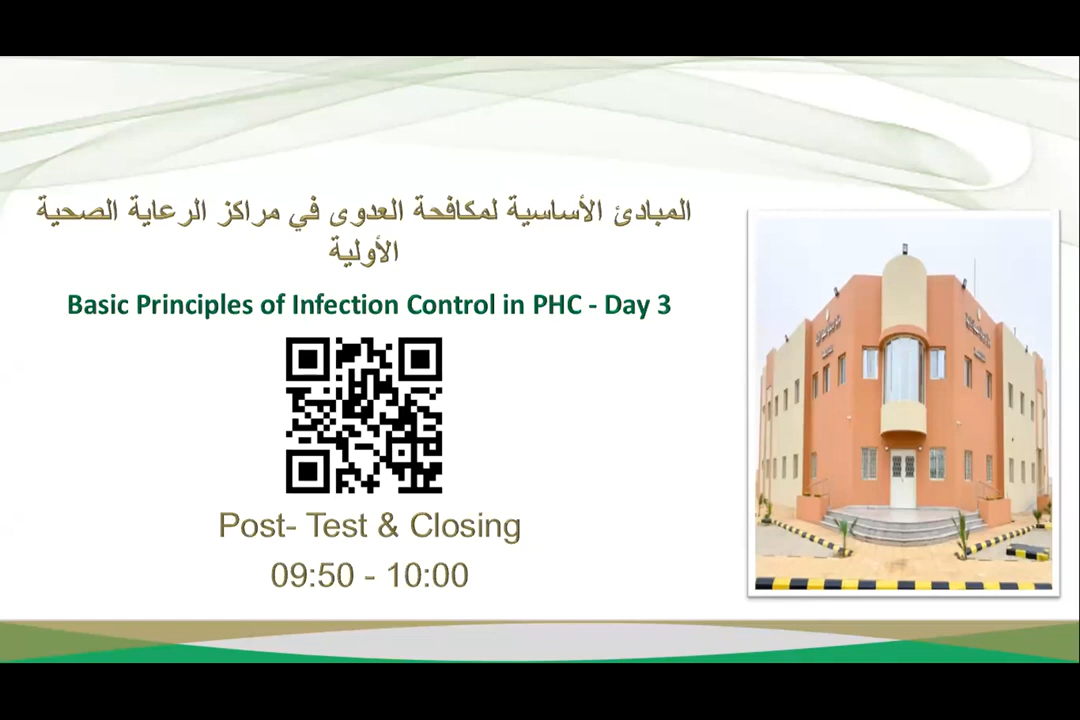 المبادئ الأساسية لمكافحة العدوى في مراكز الرعاية الصحية
الأولية
Basic Principles of Infection Control in PHC - Day 3
Post- Test & Closing
09:50 - 10:00